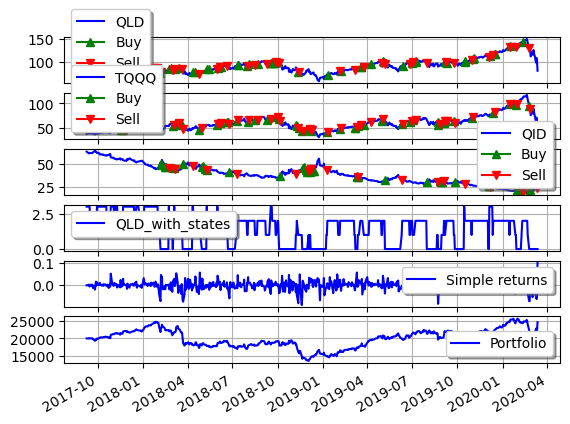 QLD
Buy
Sell
150
100
TQQQ
Buy
Sell
100
50
QID
Buy
Sell
50
25
QLD_with_states
2.5
0.0
Simple returns
0.1
0.0
Portfolio
25000
20000
15000
2017-10 2018-01 2018-04 2018-07 2018-10 2019-01 2019-04 2019-07 2019-10 2020-01 2020-04